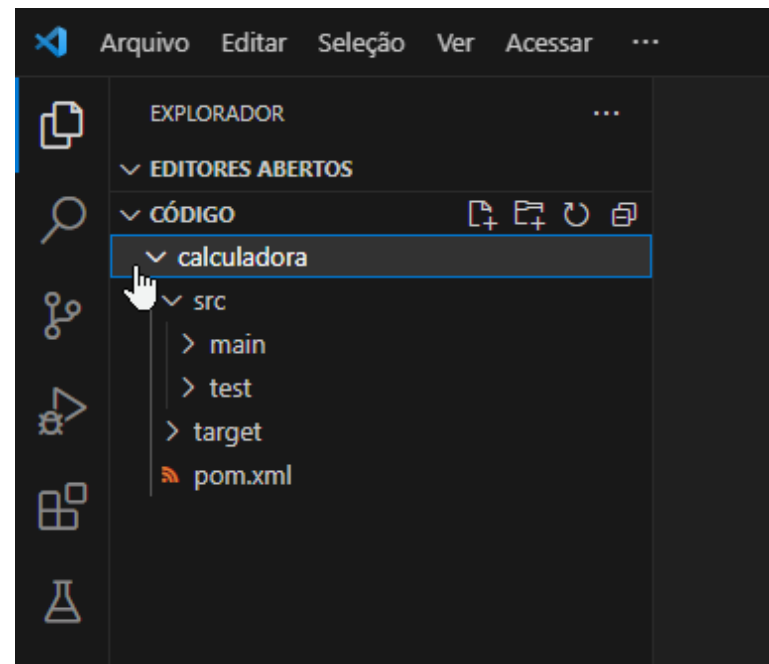 Arquivo Editar Seleção Ver Acessar ···
EXPLORADOR ···
EDITORES ABERTOS
CÓDIGO
calculadora
src
main
test
target
pom.xml